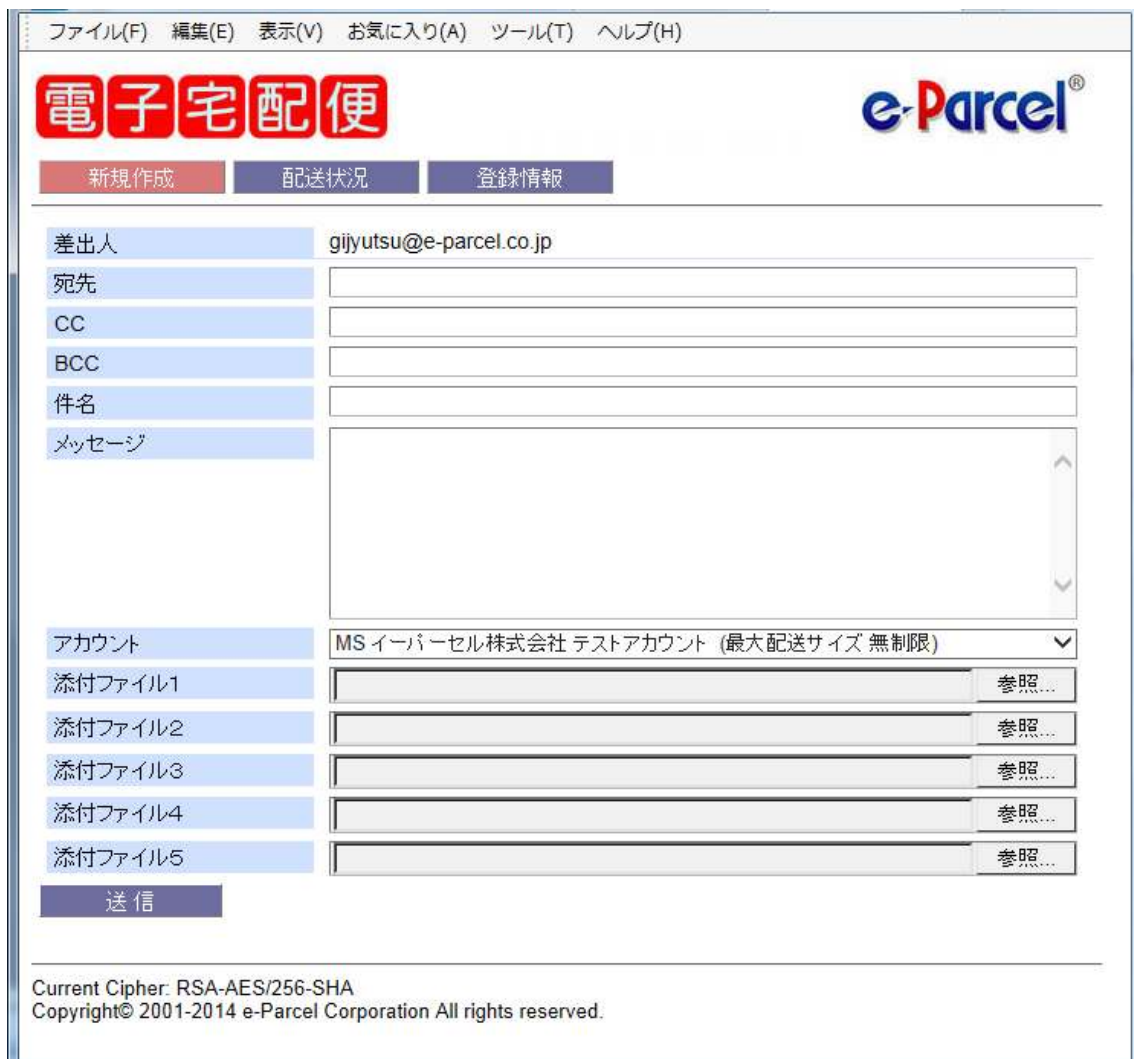 ファイル(F) 編集(E) 表示(V) お気に入り(A) ツール(T) ヘルプ(H)
電子宅配便 e-Parcel®
新規作成 配送状況 登録情報
差出人 gijyutsu@e-parcel.co.jp
宛先
CC
BCC
件名
メッセージ
アカウント MS イーパーセル株式会社 テストアカウント (最大配送サイズ 無制限)
添付ファイル1 参照...
添付ファイル2 参照...
添付ファイル3 参照...
添付ファイル4 参照...
添付ファイル5 参照...
送信
Current Cipher: RSA-AES/256-SHA
Copyright© 2001-2014 e-Parcel Corporation All rights reserved.